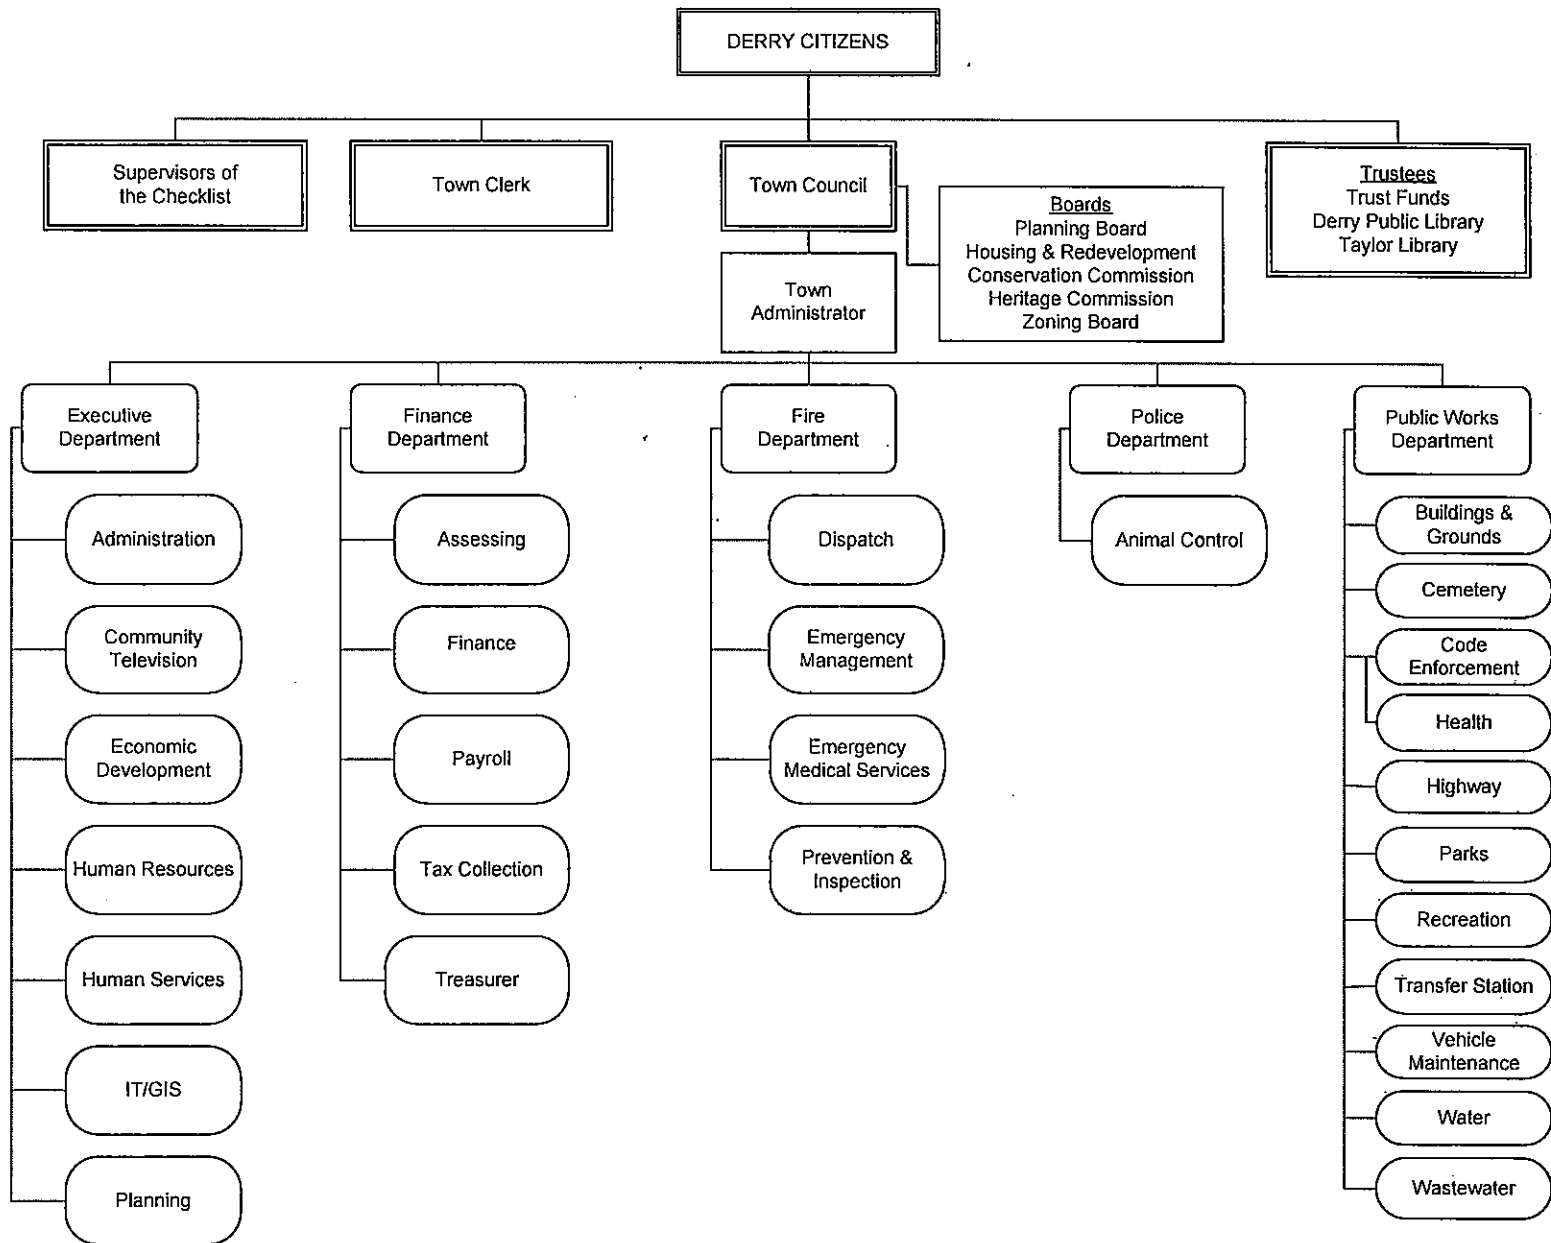 DERRY CITIZENS
Supervisors of
the Checklist
Town Clerk
Town Council
Trustees
Trust Funds
Derry Public Library
Taylor Library
Boards
Planning Board
Housing & Redevelopment
Conservation Commission
Heritage Commission
Zoning Board
Town
Administrator
Executive
Department
Administration
Community
Television
Economic
Development
Human Resources
Human Services
IT/GIS
Planning
Finance
Department
Assessing
Finance
Payroll
Tax Collection
Treasurer
Fire
Department
Dispatch
Emergency
Management
Emergency
Medical Services
Prevention &
Inspection
Police
Department
Animal Control
Public Works
Department
Buildings &
Grounds
Cemetery
Code
Enforcement
Health
Highway
Parks
Recreation
Transfer Station
Vehicle
Maintenance
Water
Wastewater